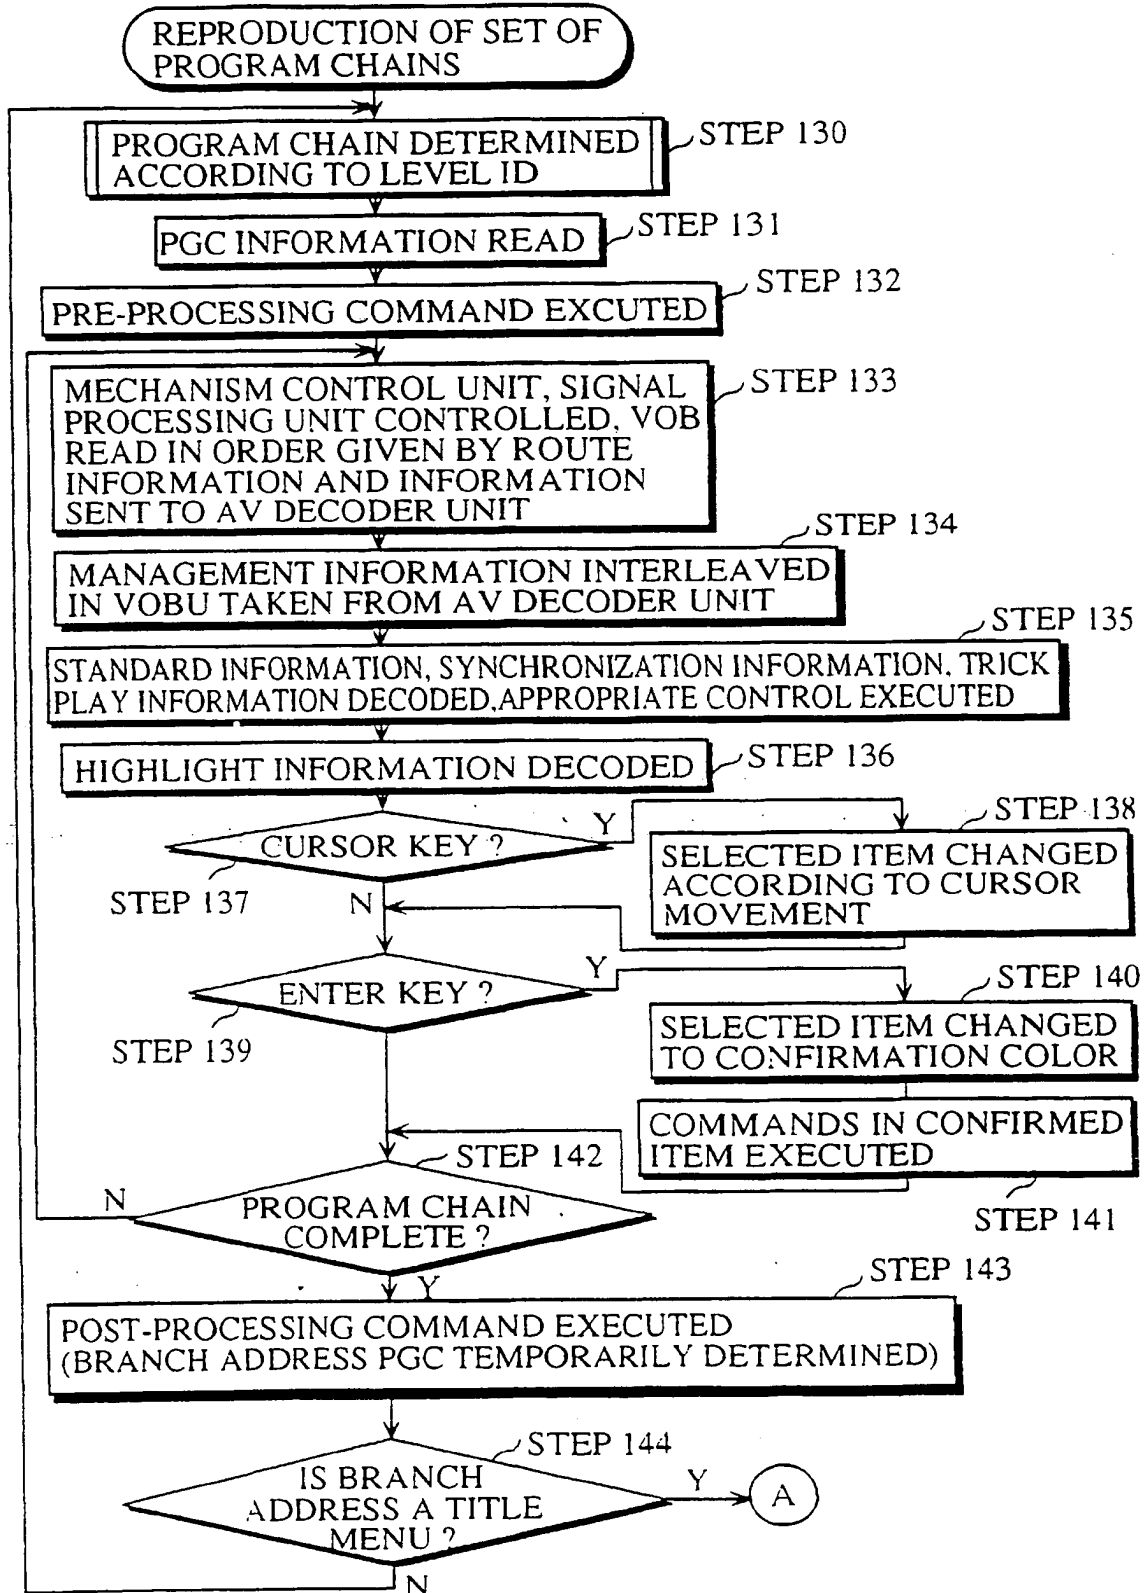 REPRODUCTION OF SET OF
PROGRAM CHAINS
PROGRAM CHAIN DETERMINED
ACCORDING TO LEVEL ID
STEP 130
PGC INFORMATION READ
STEP 131
PRE-PROCESSING COMMAND EXCUTED
STEP 132
MECHANISM CONTROL UNIT, SIGNAL
PROCESSING UNIT CONTROLLED, VOB
READ IN ORDER GIVEN BY ROUTE
INFORMATION AND INFORMATION
SENT TO AV DECODER UNIT
STEP 133
MANAGEMENT INFORMATION INTERLEAVED
IN VOBU TAKEN FROM AV DECODER UNIT
STEP 134
STANDARD INFORMATION, SYNCHRONIZATION INFORMATION, TRICK
PLAY INFORMATION DECODED,APPROPRIATE CONTROL EXECUTED
STEP 135
HIGHLIGHT INFORMATION DECODED
STEP 136
CURSOR KEY ?
Y
STEP 137
N
STEP 138
SELECTED ITEM CHANGED
ACCORDING TO CURSOR
MOVEMENT
ENTER KEY ?
Y
STEP 139
STEP 140
SELECTED ITEM CHANGED
TO CONFIRMATION COLOR
COMMANDS IN CONFIRMED
ITEM EXECUTED
STEP 141
STEP 142
N
PROGRAM CHAIN
COMPLETE ?
Y
STEP 143
POST-PROCESSING COMMAND EXECUTED
(BRANCH ADDRESS PGC TEMPORARILY DETERMINED)
STEP 144
IS BRANCH
ADDRESS A TITLE
MENU ?
Y
A
N